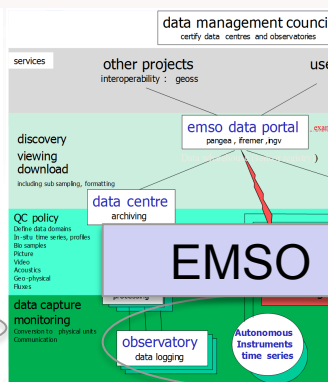 data management counci
certify data centres and observatories
services
other projects
interoperability : geoss
use
emso data portal
pangea , ifremer ,ingv
exa
)
discovery
viewing
download
including sub sampling, formatting
data centre
archiving
QC policy
Define data domains
In-situ time series, profiles
Bio samples
Picture
Video
Acoustics
Geo-physical
Fluxes
EMSO
processing
data capture
monitoring
Conversion to physical units
Communication
observatory
data logging
Autonomous
Instruments
time series